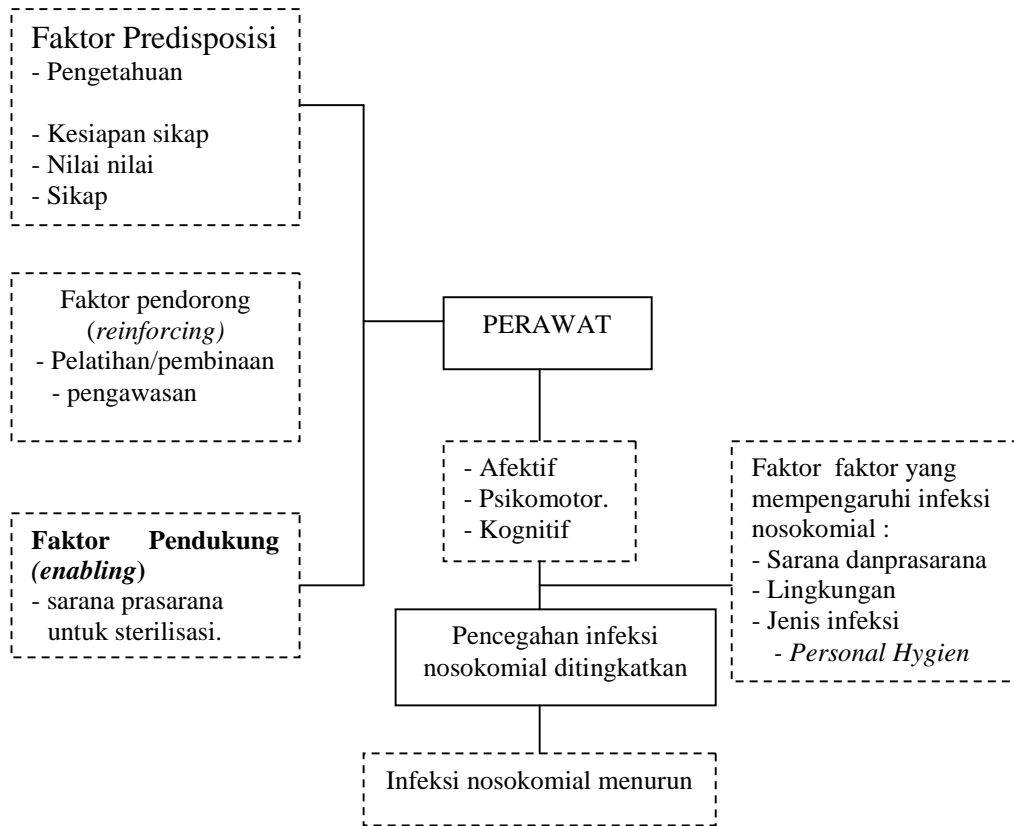 Faktor Predisposisi
- Pengetahuan
- Kesiapan sikap
- Nilai nilai
- Sikap
Faktor pendorong
(reinforcing)
- Pelatihan/pembinaan
- pengawasan
Faktor Pendukung
(enabling)
- sarana prasarana
untuk sterilisasi.
PERAWAT
- Afektif
- Psikomotor.
- Kognitif
Faktor faktor yang
mempengaruhi infeksi
nosokomial :
- Sarana danprasarana
- Lingkungan
- Jenis infeksi
- Personal Hygien
Pencegahan infeksi
nosokomial ditingkatkan
Infeksi nosokomial menurun